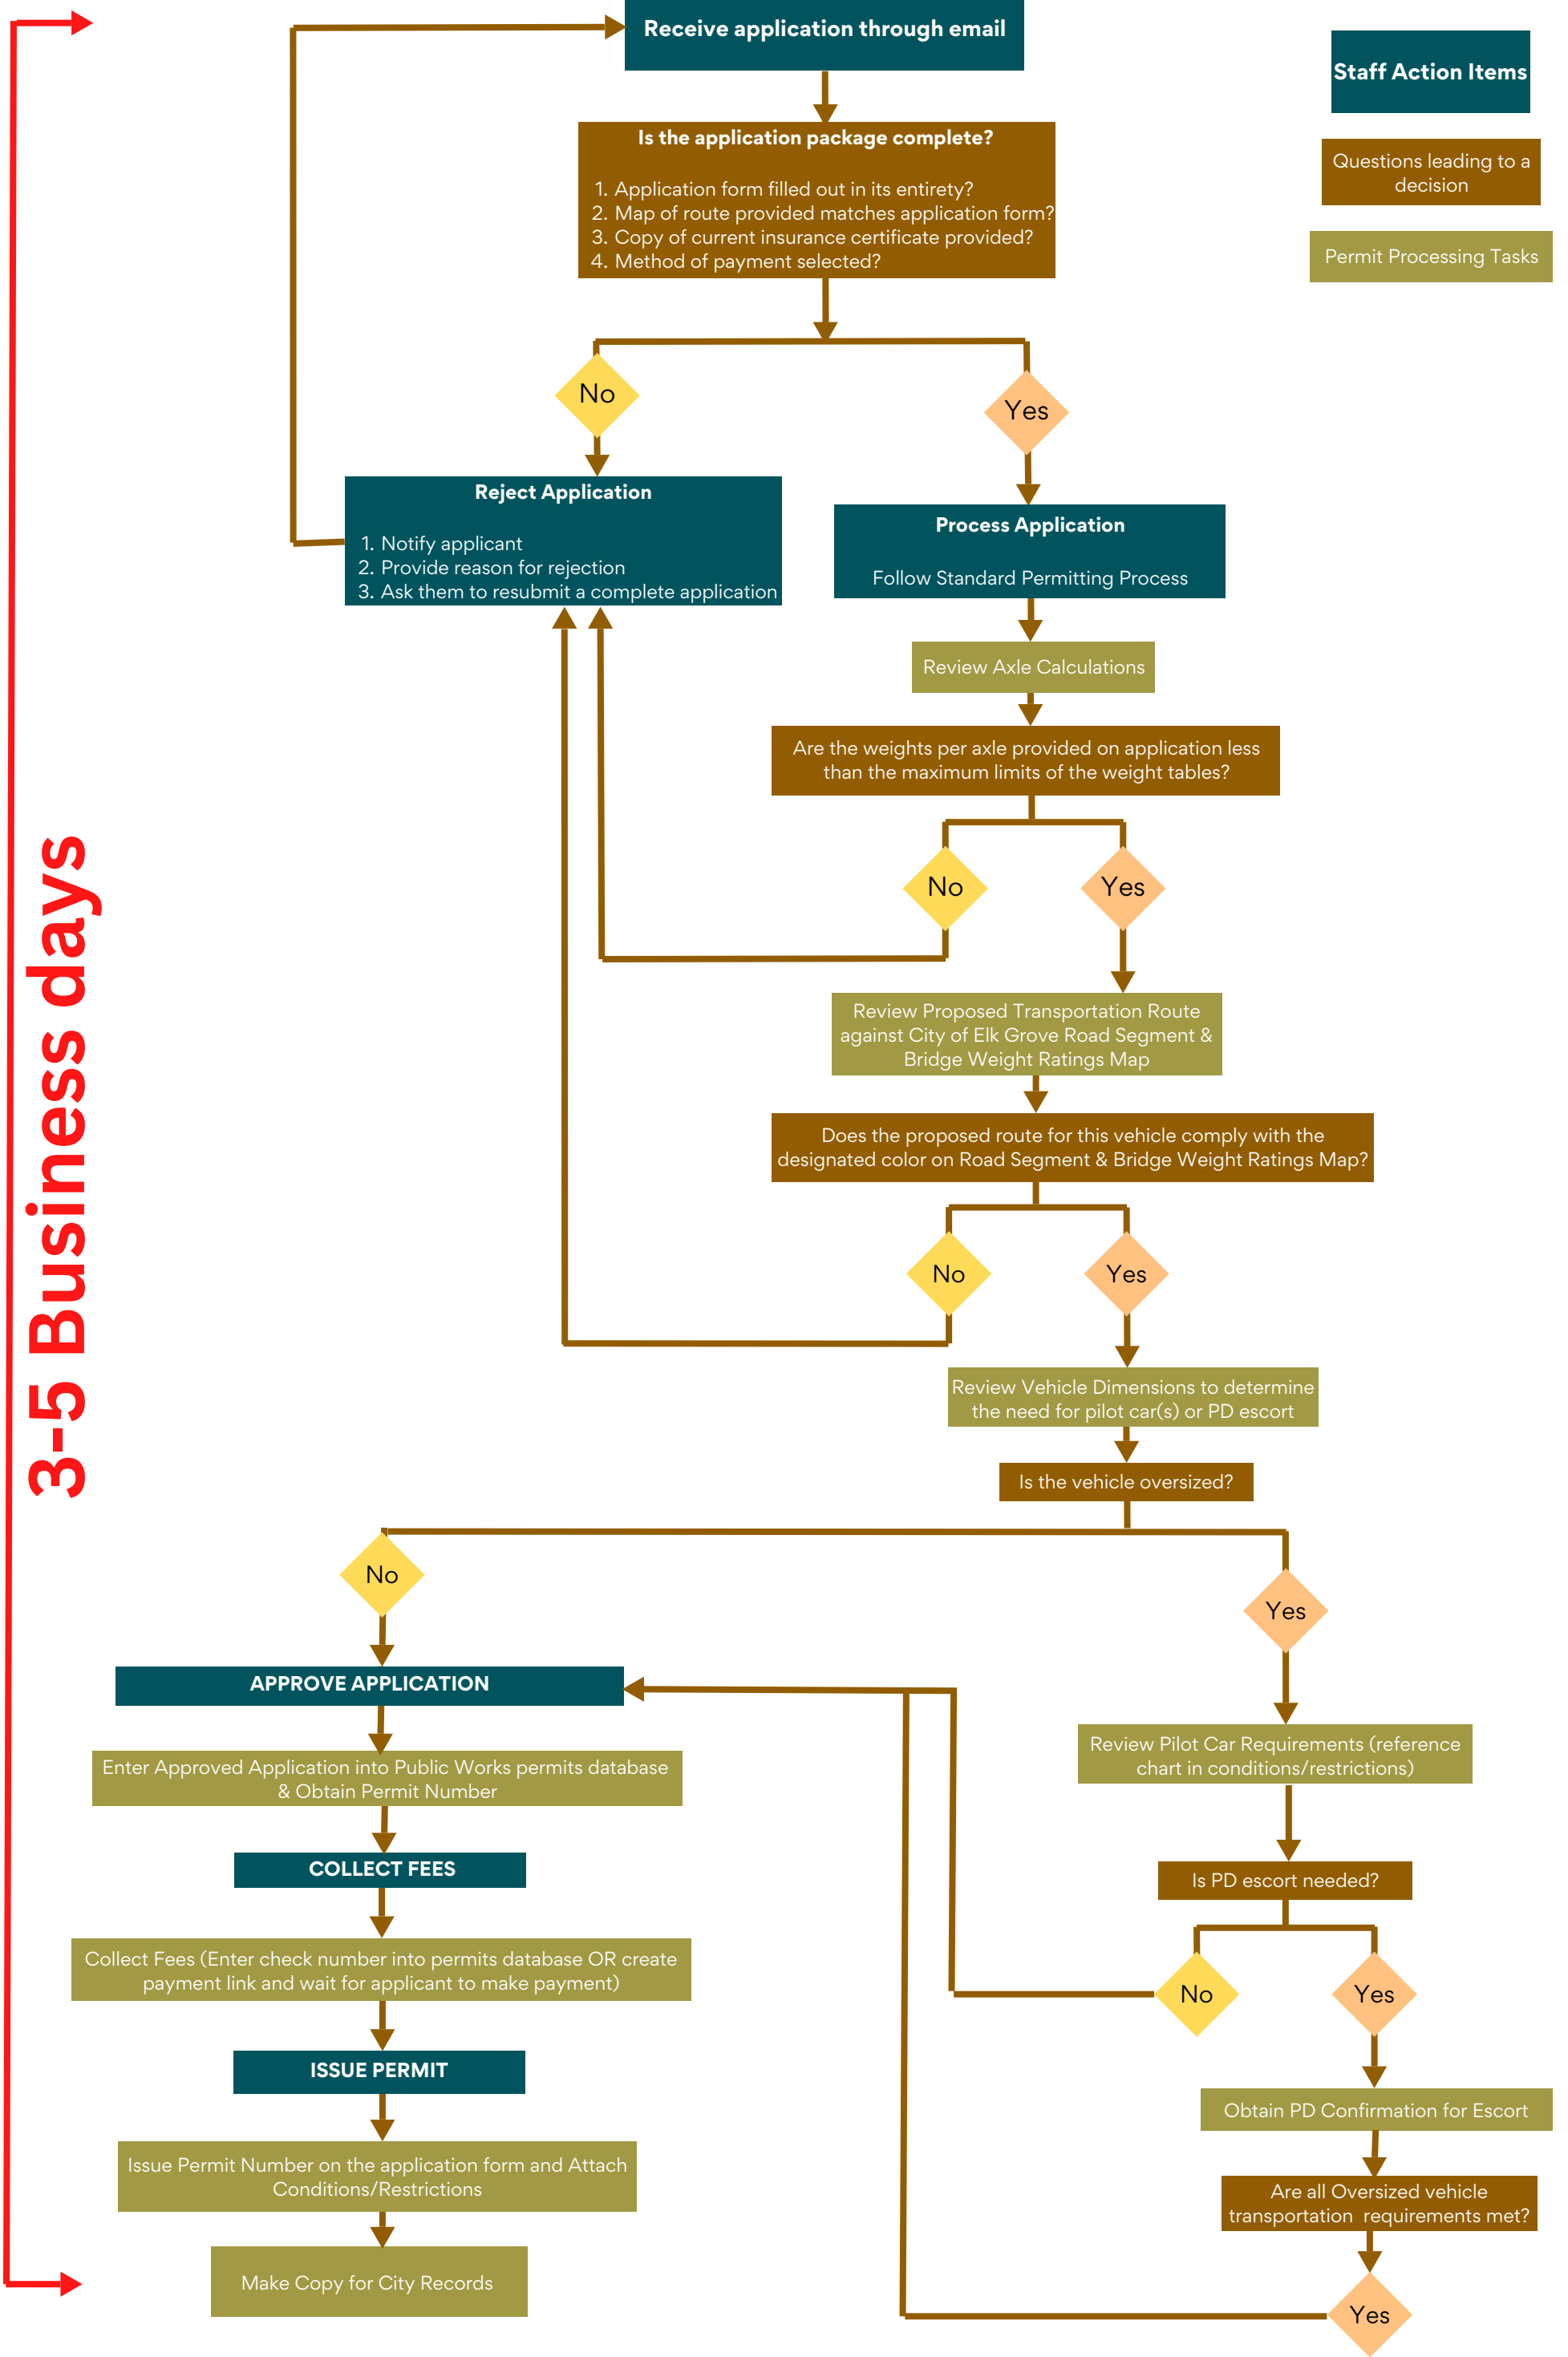 Receive application through email
Staff Action Items
Questions leading to a
decision
Permit Processing Tasks
Is the application package complete?
1. Application form filled out in its entirety?
2. Map of route provided matches application form?
3. Copy of current insurance certificate provided?
4. Method of payment selected?
No
Yes
Reject Application
1. Notify applicant
2. Provide reason for rejection
3. Ask them to resubmit a complete application
Process Application
Follow Standard Permitting Process
Review Axle Calculations
Are the weights per axle provided on application less
than the maximum limits of the weight tables?
No
Yes
3-5 Business days
Review Proposed Transportation Route
against City of Elk Grove Road Segment &
Bridge Weight Ratings Map
Does the proposed route for this vehicle comply with the
designated color on Road Segment & Bridge Weight Ratings Map?
No
Yes
Review Vehicle Dimensions to determine
the need for pilot car(s) or PD escort
Is the vehicle oversized?
No
Yes
APPROVE APPLICATION
Enter Approved Application into Public Works permits database
& Obtain Permit Number
COLLECT FEES
Collect Fees (Enter check number into permits database OR create
payment link and wait for applicant to make payment)
ISSUE PERMIT
Issue Permit Number on the application form and Attach
Conditions/Restrictions
Make Copy for City Records
Review Pilot Car Requirements (reference
chart in conditions/restrictions)
Is PD escort needed?
No
Yes
Obtain PD Confirmation for Escort
Are all Oversized vehicle
transportation  requirements met?
Yes